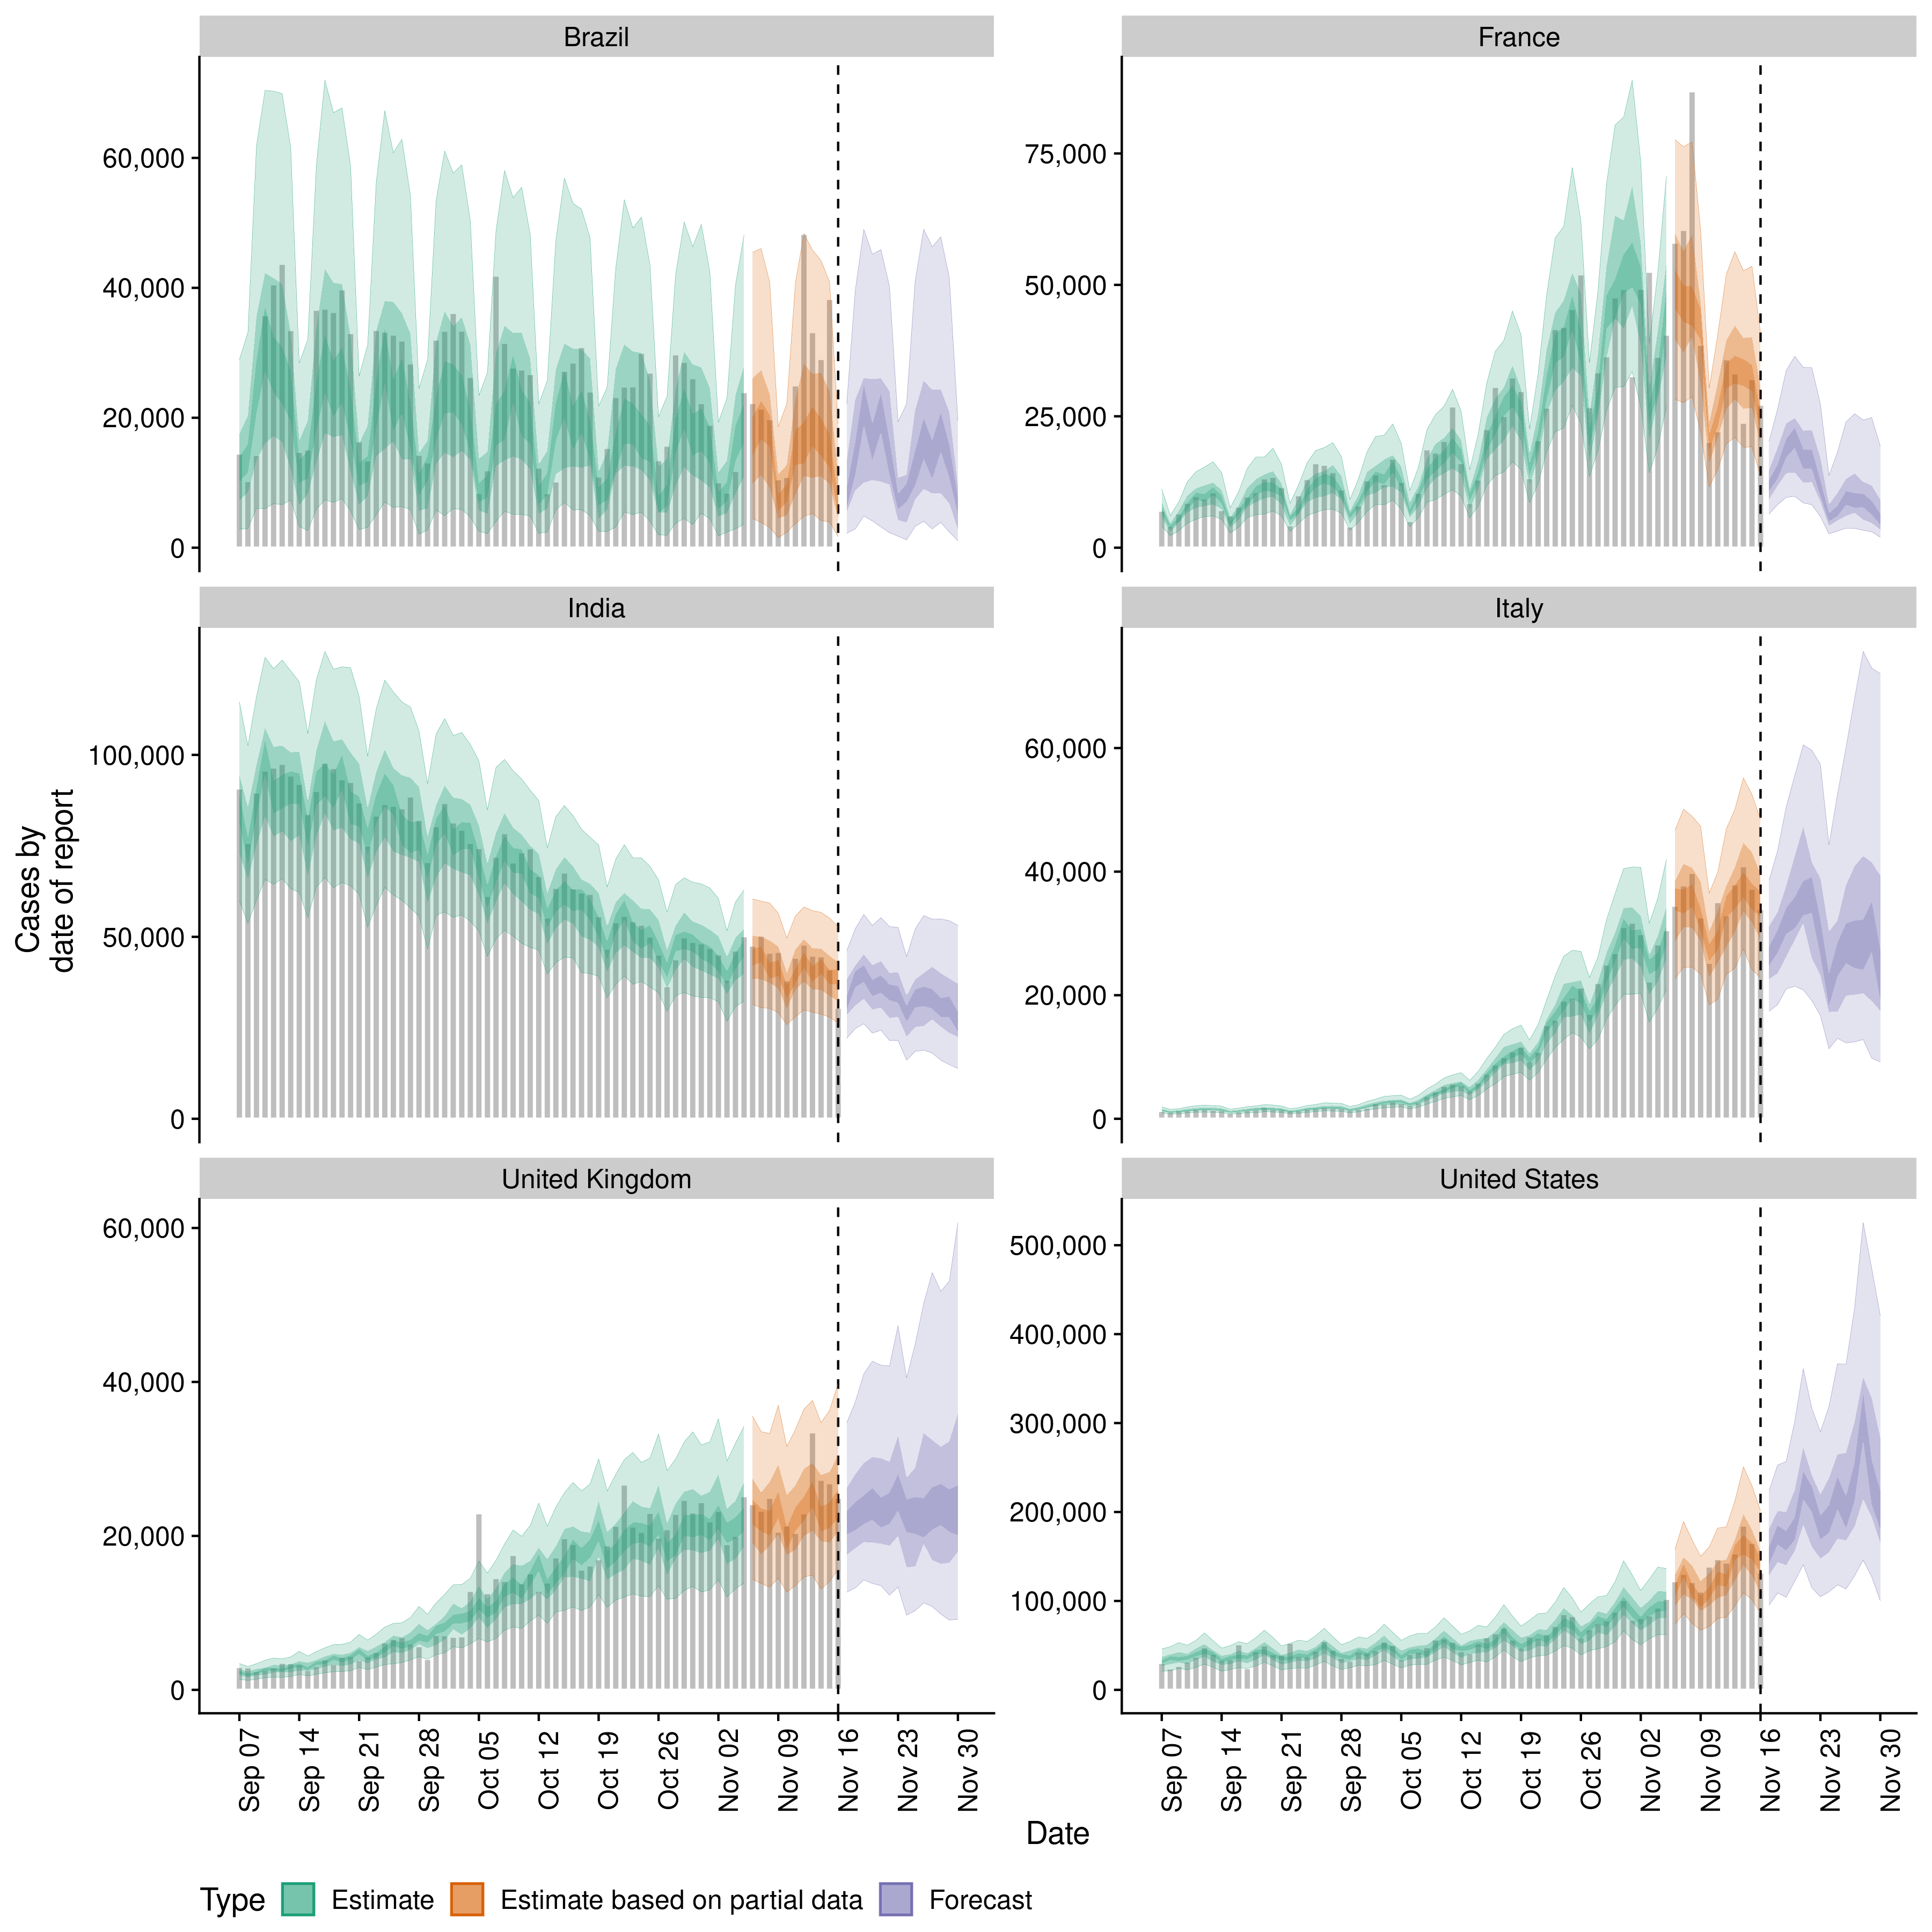 Brazil
France
60,000
40,000
20,000
0
75,000
50,000
25,000
0
India
Italy
100,000
50,000
0
60,000
40,000
20,000
0
United Kingdom
United States
60,000
40,000
20,000
0
500,000
400,000
300,000
200,000
100,000
0
Cases by
date of report
Sep 07
Sep 14
Sep 21
Sep 28
Oct 05
Oct 12
Oct 19
Oct 26
Nov 02
Nov 09
Nov 16
Nov 23
Nov 30
Sep 07
Sep 14
Sep 21
Sep 28
Oct 05
Oct 12
Oct 19
Oct 26
Nov 02
Nov 09
Nov 16
Nov 23
Nov 30
Date
Type Estimate Estimate based on partial data Forecast